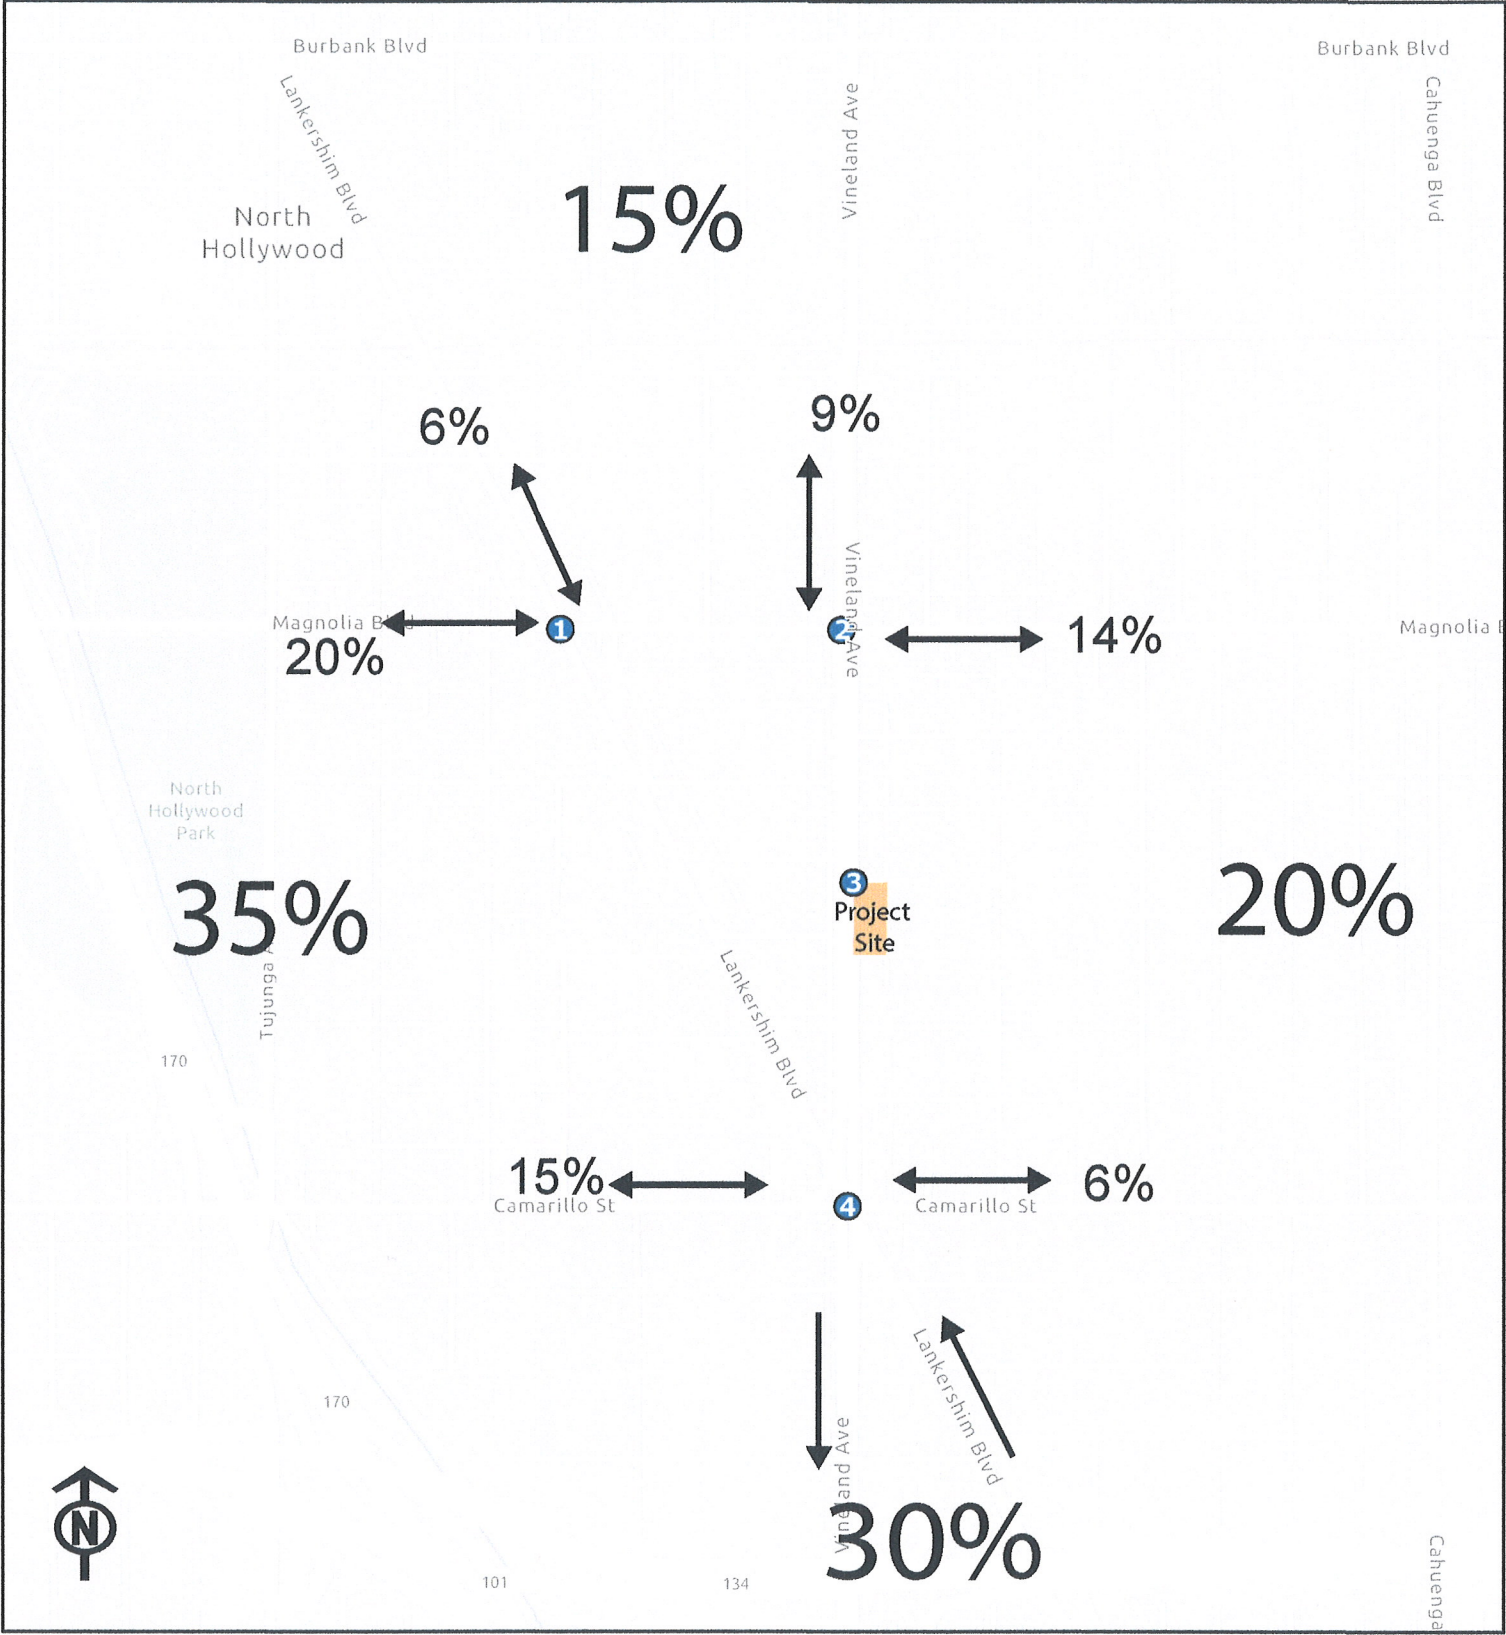 Burbank Blvd
Burbank Blvd
Lankershim Blvd
Vineland Ave
Cahuenga Blvd
15%
North
Hollywood
6%
9%
Vineland Ave
Magnolia
20%
1
2
14%
Magnolia
North
Hollywood
Park
35%
3
Project
Site
20%
Tujunga
Lankershim Blvd
170
15%
6%
Camarillo St
4
Camarillo St
Lankershim Blvd
170
Vineland Ave
30%
N
101
134
Cahuenga